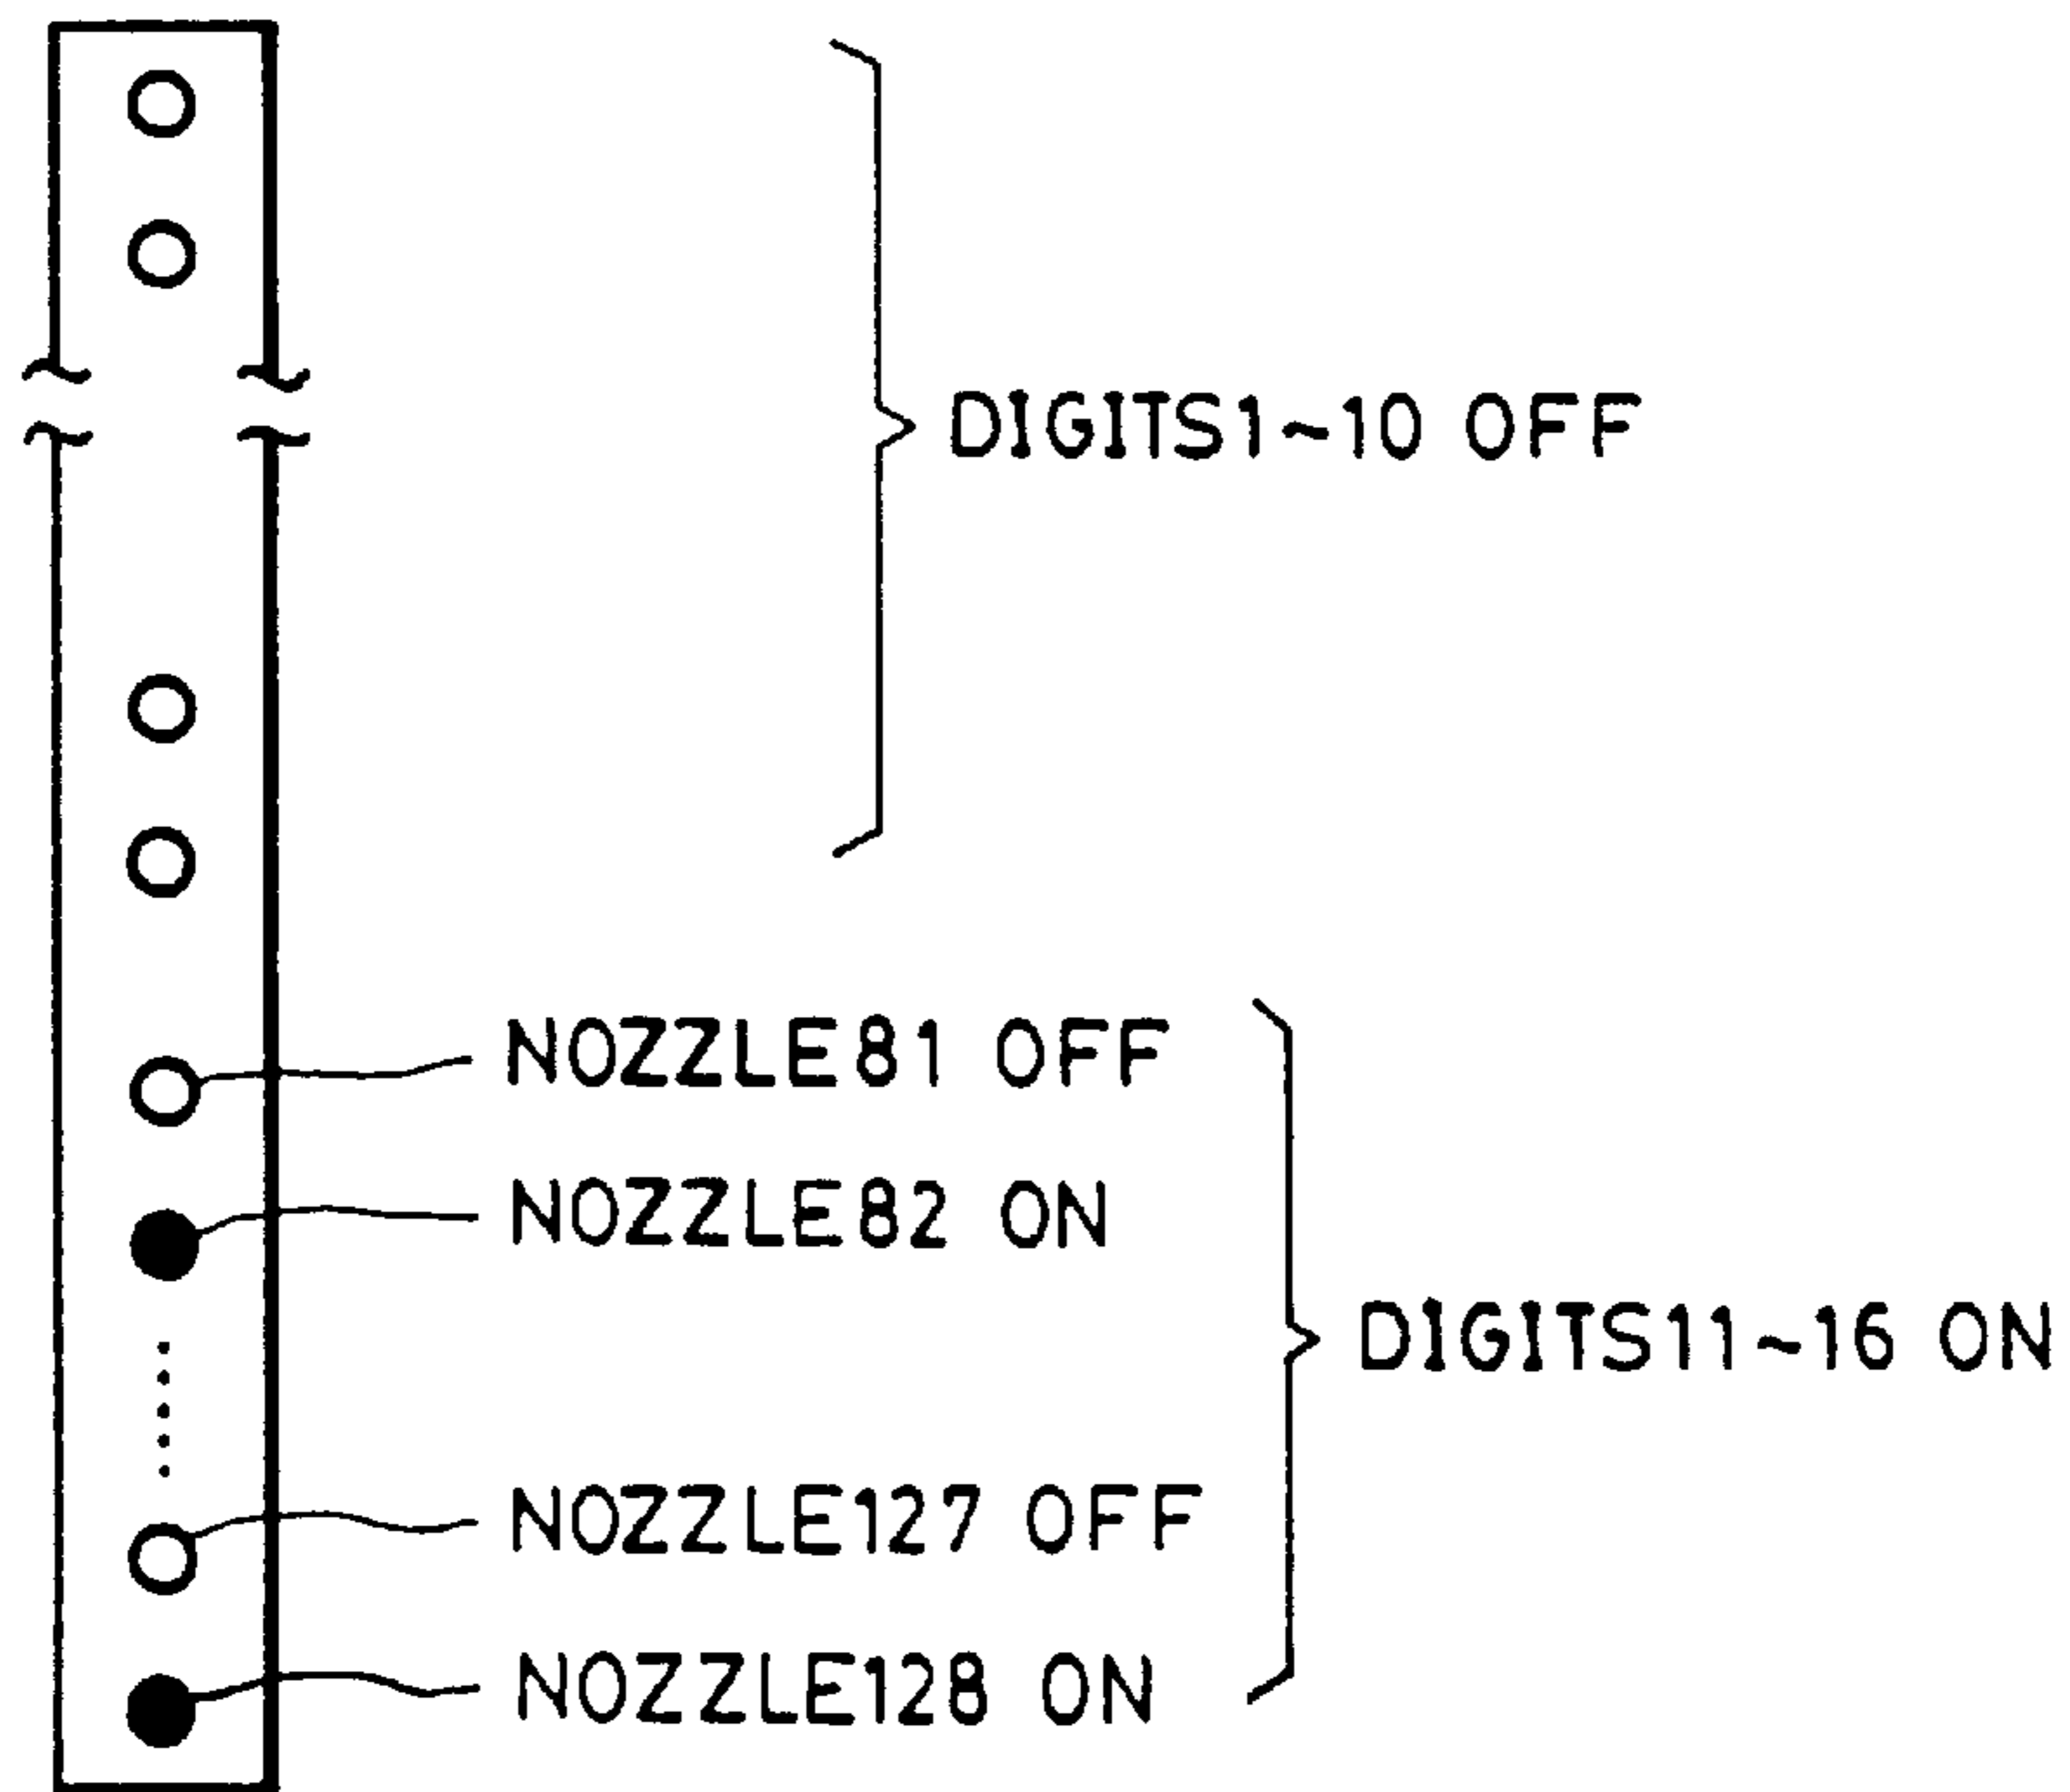 DIGITS1~10 OFF
NOZZLE81 OFF
NOZZLE82 ON
DIGITS11~16 ON
NOZZLE127 OFF
NOZZLE128 ON